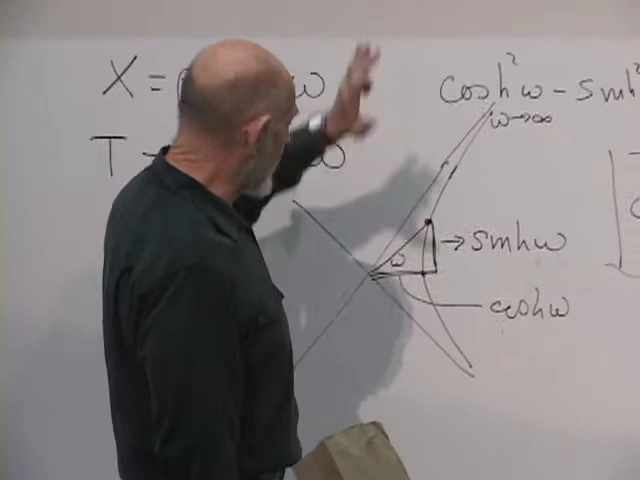 X = ω
cosh²ω - sinh²
T = ω
ω→∞
ω
→ sinhω
coshω